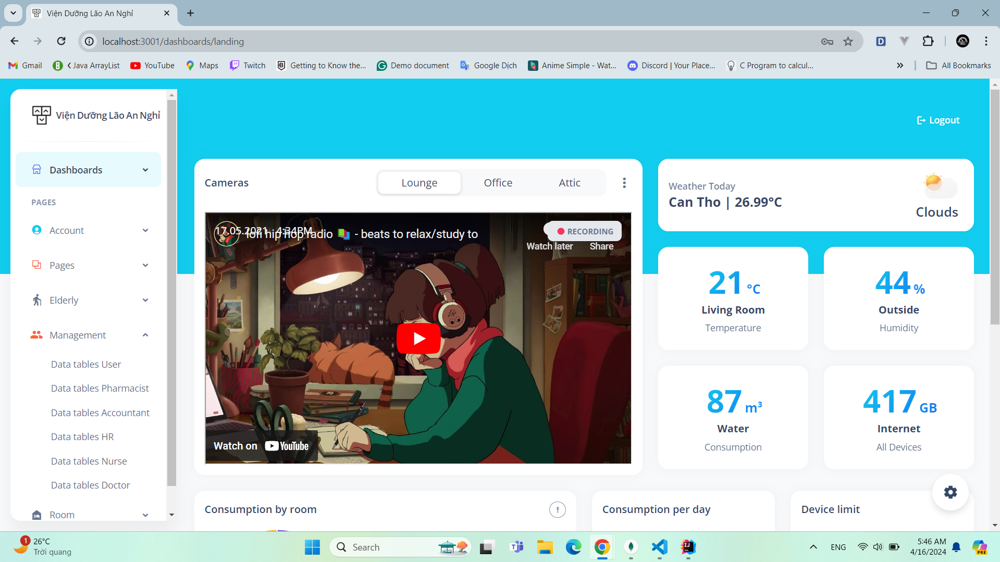 Viện Dưỡng Lão An Nghỉ
localhost:3001/dashboards/landing
Gmail
Java ArrayList
YouTube
Maps
Twitch
Getting to Know the...
Demo document
Google Dịch
Anime Simple - Wat...
Discord | Your Place...
C Program to calcul...
All Bookmarks
Viện Dưỡng Lão An Nghỉ
Logout
Dashboards
PAGES
Account
Pages
Elderly
Management
Data tables User
Data tables Pharmacist
Data tables Accountant
Data tables HR
Data tables Nurse
Data tables Doctor
Room
Cameras
Lounge
Office
Attic
17.05.2021 4:34PM
lofi hip hop radio 📚 - beats to relax/study to
RECORDING
Watch later
Share
Watch on YouTube
Weather Today
Can Tho | 26.99°C
Clouds
21 °C
Living Room
Temperature
44 %
Outside
Humidity
87 m³
Water
Consumption
417 GB
Internet
All Devices
Consumption by room
Consumption per day
Device limit
1
26°C
Trời quang
Search
ENG
5:46 AM
4/16/2024
PRE